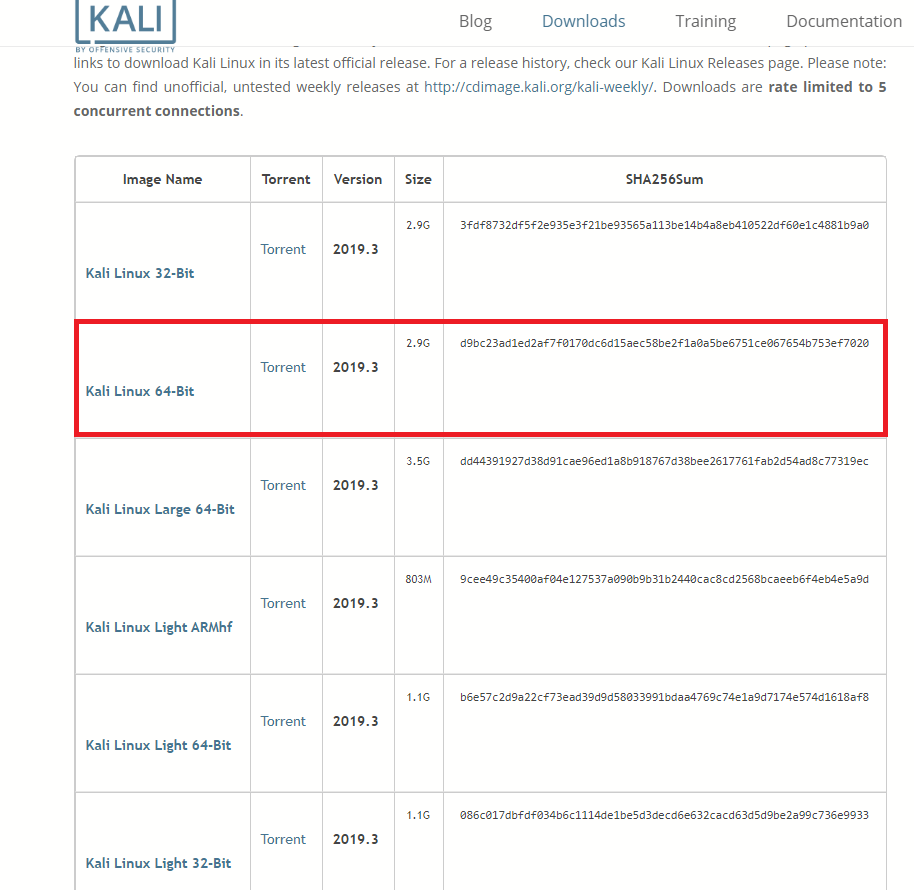 KALI
BY OFFENSIVE SECURITY
Blog Downloads Training Documentation
links to download Kali Linux in its latest official release. For a release history, check our Kali Linux Releases page. Please note:
You can find unofficial, untested weekly releases at http://cdimage.kali.org/kali-weekly/. Downloads are rate limited to 5
concurrent connections.
Image Name Torrent Version Size SHA256Sum
Kali Linux 32-Bit Torrent 2019.3 2.9G 3fdf8732df5f2e935e3f21be93565a113be14b4a8eb410522df60e1c4881b9a0
Kali Linux 64-Bit Torrent 2019.3 2.9G d9bc23ad1ed2af7f0170dc6d15aec58be2f1a0a5be6751ce067654b753ef7020
Kali Linux Large 64-Bit Torrent 2019.3 3.5G dd44391927d38d91cae96ed1a8b918767d38bee2617761fab2d54ad8c77319ec
Kali Linux Light ARMhf Torrent 2019.3 803M 9cee49c35400af04e127537a090b9b31b2440cac8cd2568bcaeeb6f4eb4e5a9d
Kali Linux Light 64-Bit Torrent 2019.3 1.1G b6e57c2d9a22cf73ead39d9d58033991bdaa4769c74e1a9d7174e574d1618af8
Kali Linux Light 32-Bit Torrent 2019.3 1.1G 086c017dbfdf034b6c1114de1be5d3decd6e632cacd63d5d9be2a99c736e9933